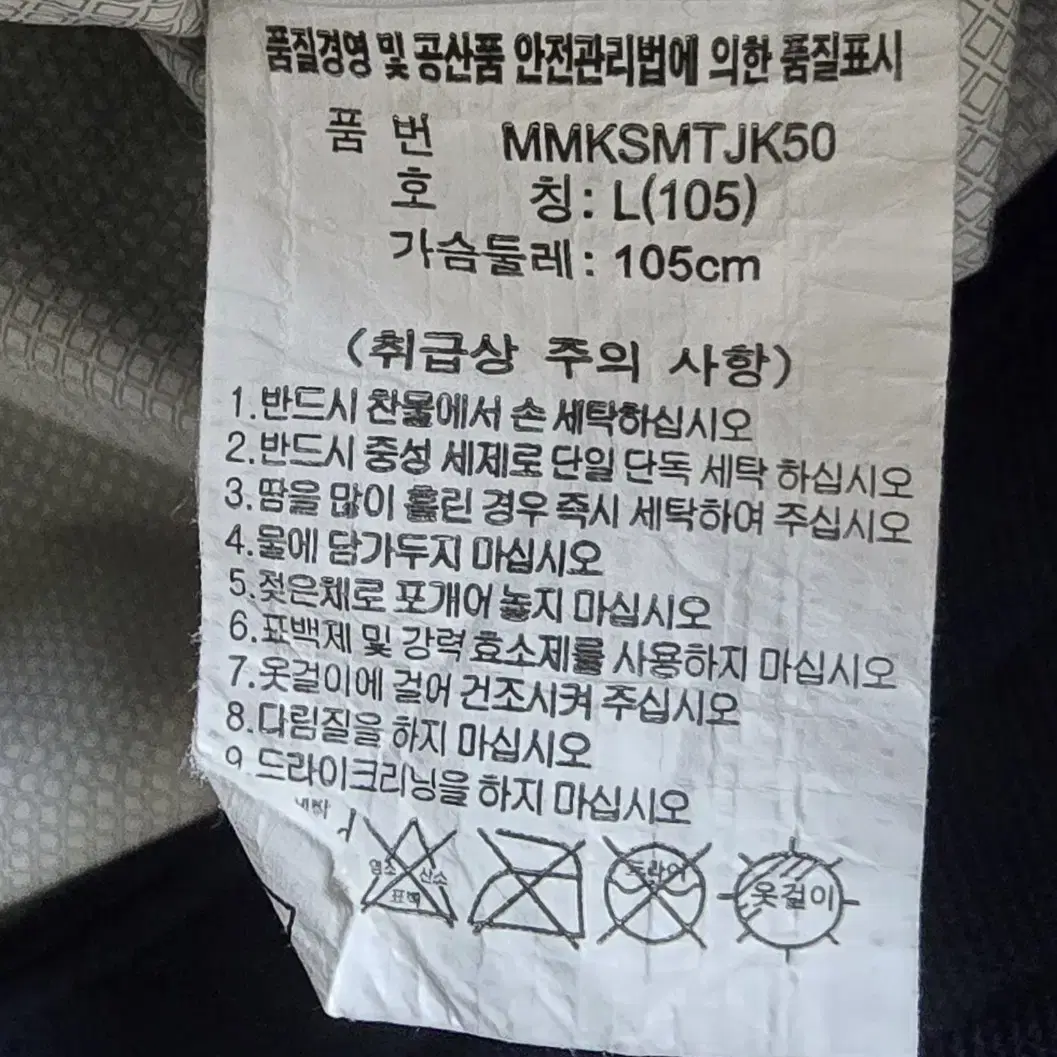 품질경영 및 공산품 안전관리법에 의한 품질표시
품 번 MMKSMTJK50
호 칭: L(105)
가슴둘레: 105cm
(취급상 주의 사항)
1.반드시 찬물에서 손 세탁하십시오
2.반드시 중성 세제로 단일 단독 세탁 하십시오
3.땀을 많이 흘린 경우 즉시 세탁하여 주십시오
4.물에 담가두지 마십시오
5.젖은체로 포개어 놓지 마십시오
6.표백제 및 강력 효소제를 사용하지 마십시오
7.옷걸이에 걸어 건조시켜 주십시오
8.다림질을 하지 마십시오
9.드라이크리닝을 하지 마십시오
염소 산소 표백
드라이
옷걸이